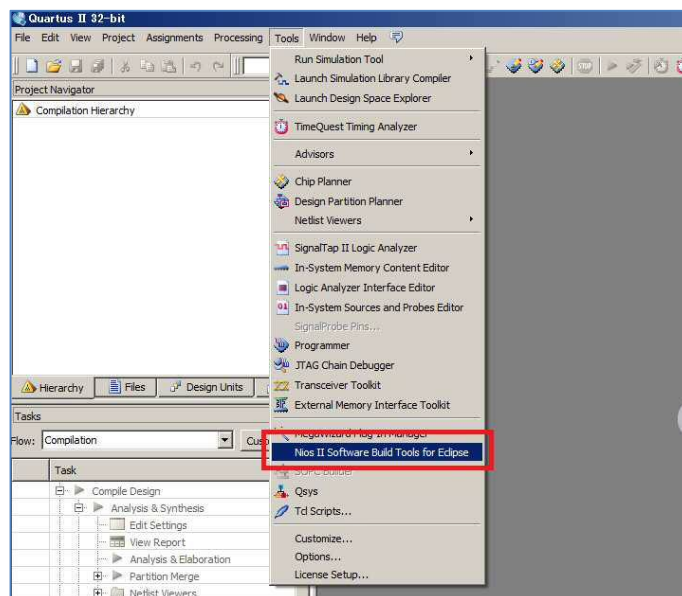 Quartus II 32-bit
File Edit View Project Assignments Processing Tools Window Help
Run Simulation Tool
Launch Simulation Library Compiler
Launch Design Space Explorer
TimeQuest Timing Analyzer
Advisors
Chip Planner
Design Partition Planner
Netlist Viewers
SignalTap II Logic Analyzer
In-System Memory Content Editor
Logic Analyzer Interface Editor
In-System Sources and Probes Editor
SignalProbe Pins...
Programmer
JTAG Chain Debugger
Transceiver Toolkit
External Memory Interface Toolkit
MegaWizard Plug-In Manager
Nios II Software Build Tools for Eclipse
SOPC Builder
Qsys
Tcl Scripts...
Customize...
Options...
License Setup...
Project Navigator
Compilation Hierarchy
Hierarchy Files Design Units
Tasks
Flow: Compilation Cus
Task
Compile Design
Analysis & Synthesis
Edit Settings
View Report
Analysis & Elaboration
Partition Merge
Netlist Viewers